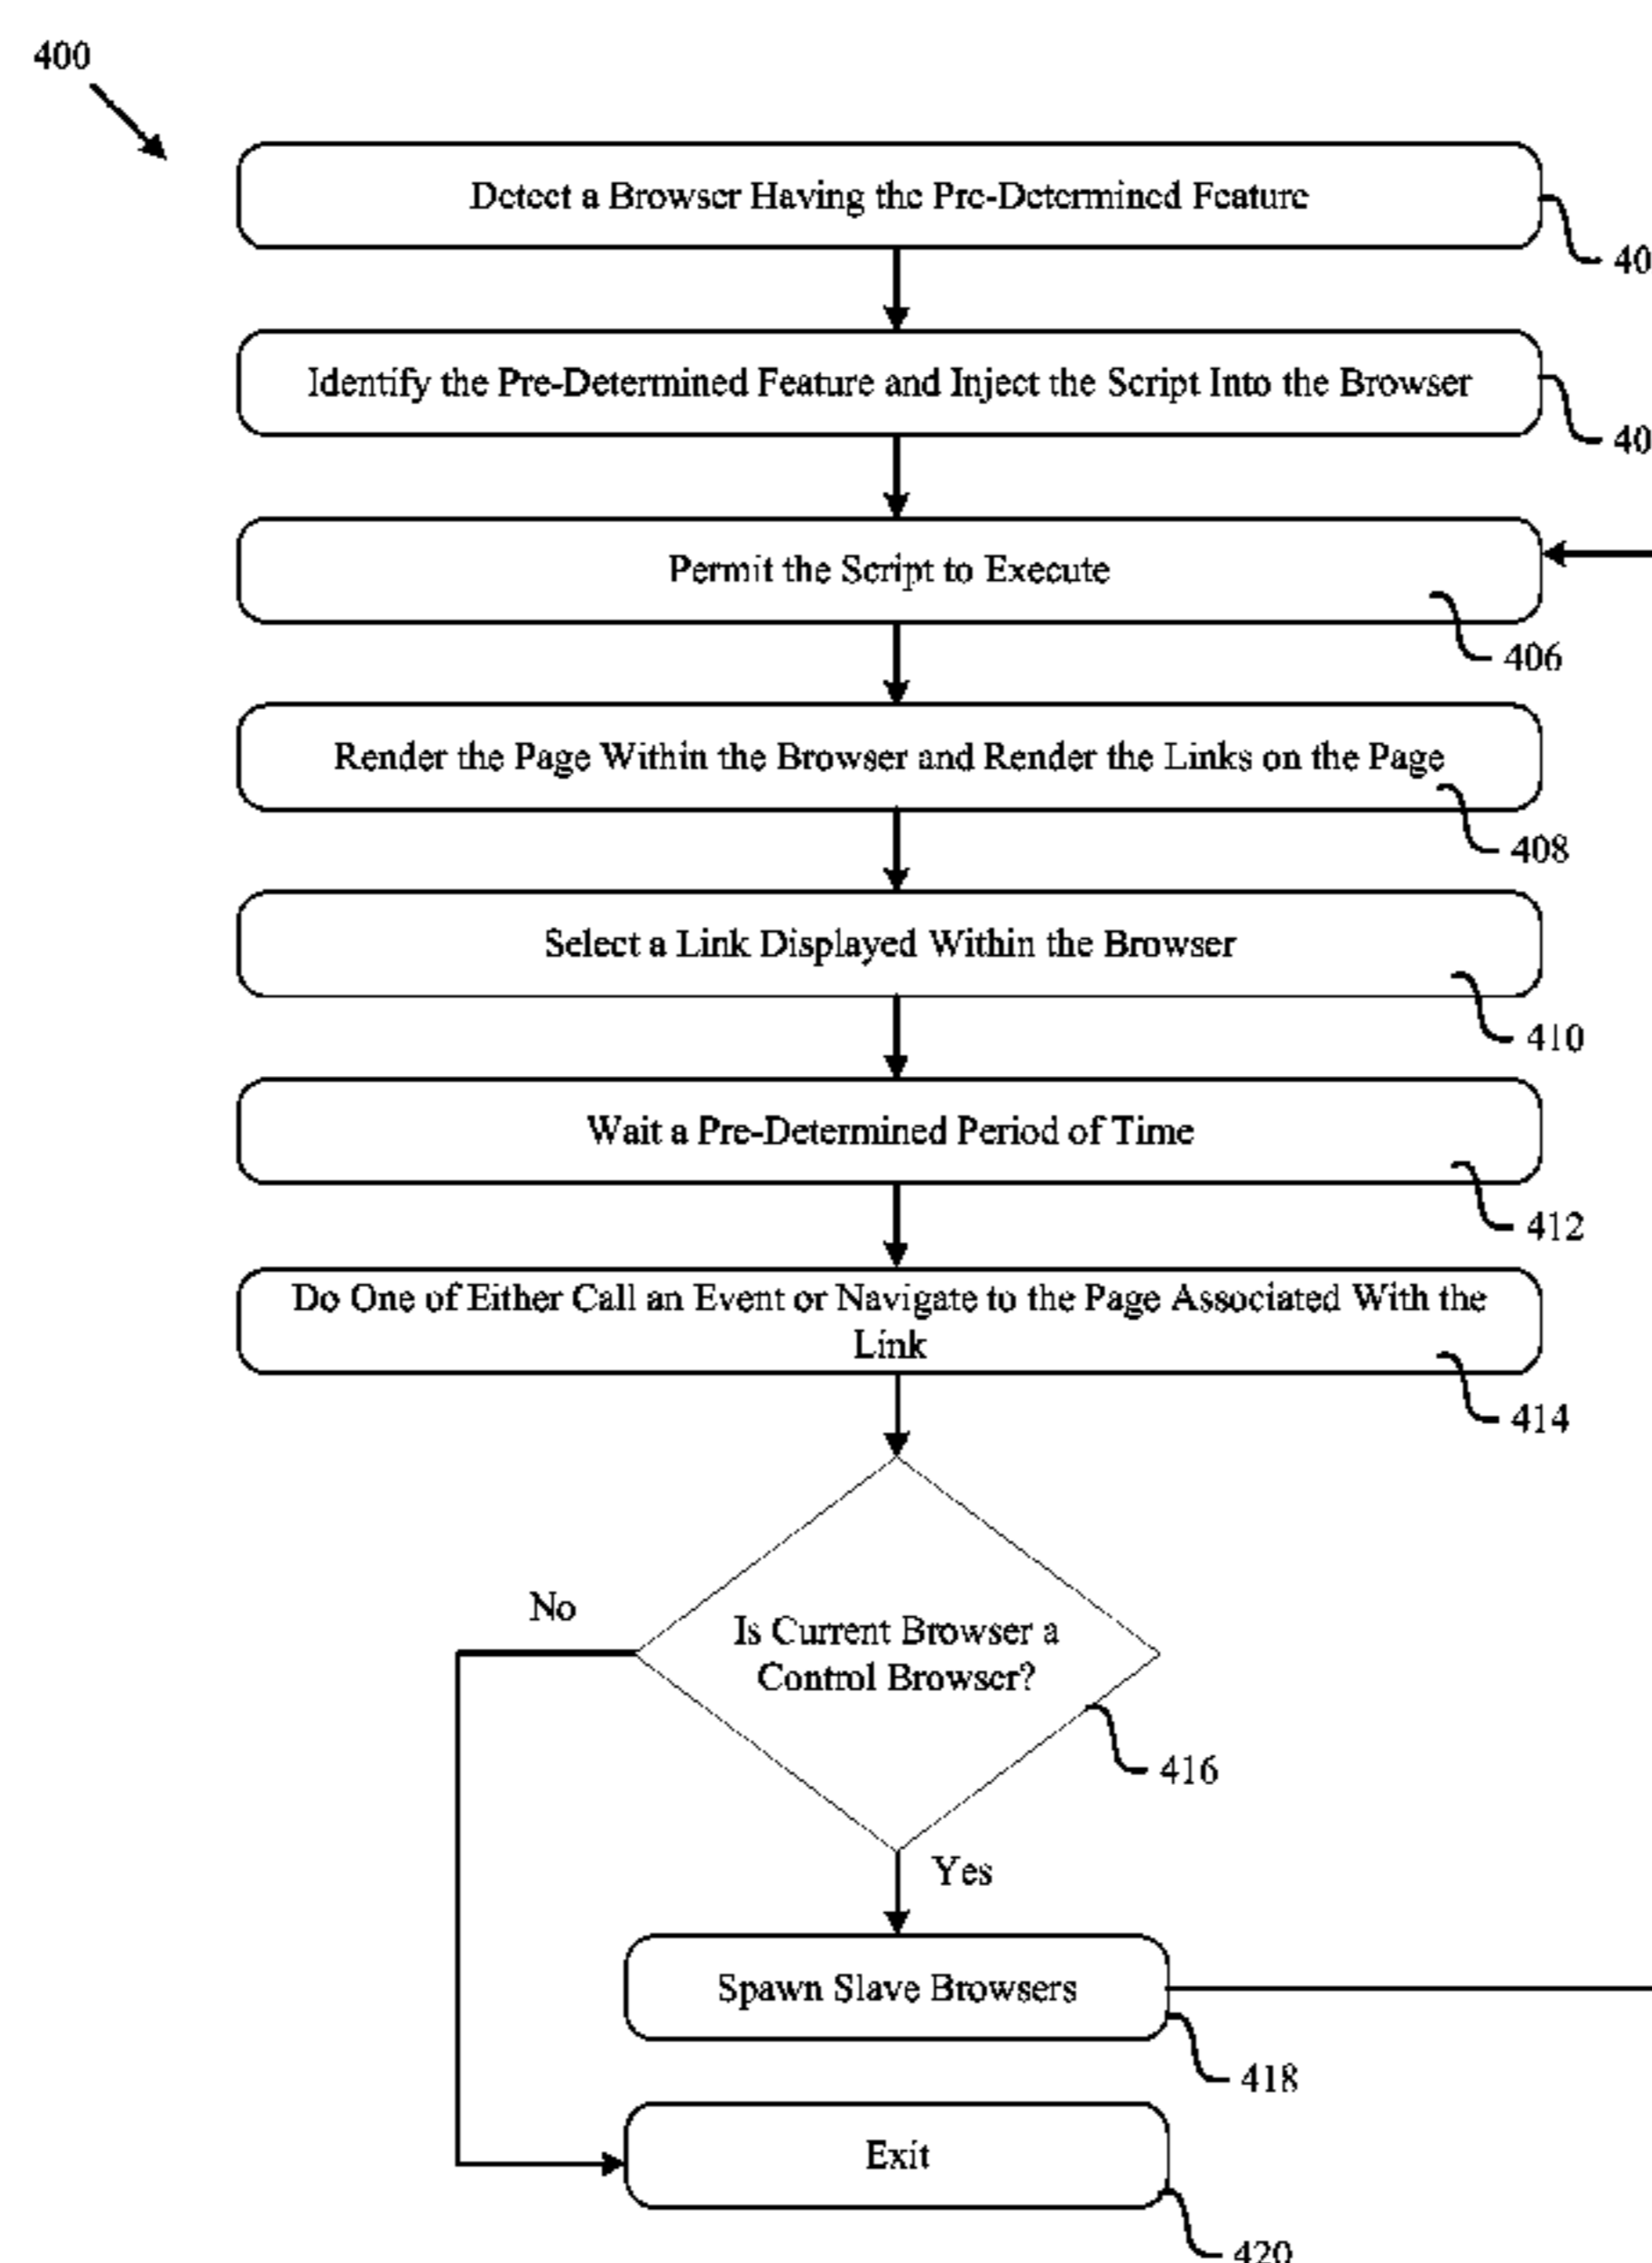 400
Detect a Browser Having the Pre-Determined Feature
40
Identify the Pre-Determined Feature and Inject the Script Into the Browser
40
Permit the Script to Execute
406
Render the Page Within the Browser and Render the Links on the Page
408
Select a Link Displayed Within the Browser
410
Wait a Pre-Determined Period of Time
412
Do One of Either Call an Event or Navigate to the Page Associated With the
Link
414
No
Is Current Browser a
Control Browser?
416
Yes
Spawn Slave Browsers
418
Exit
420